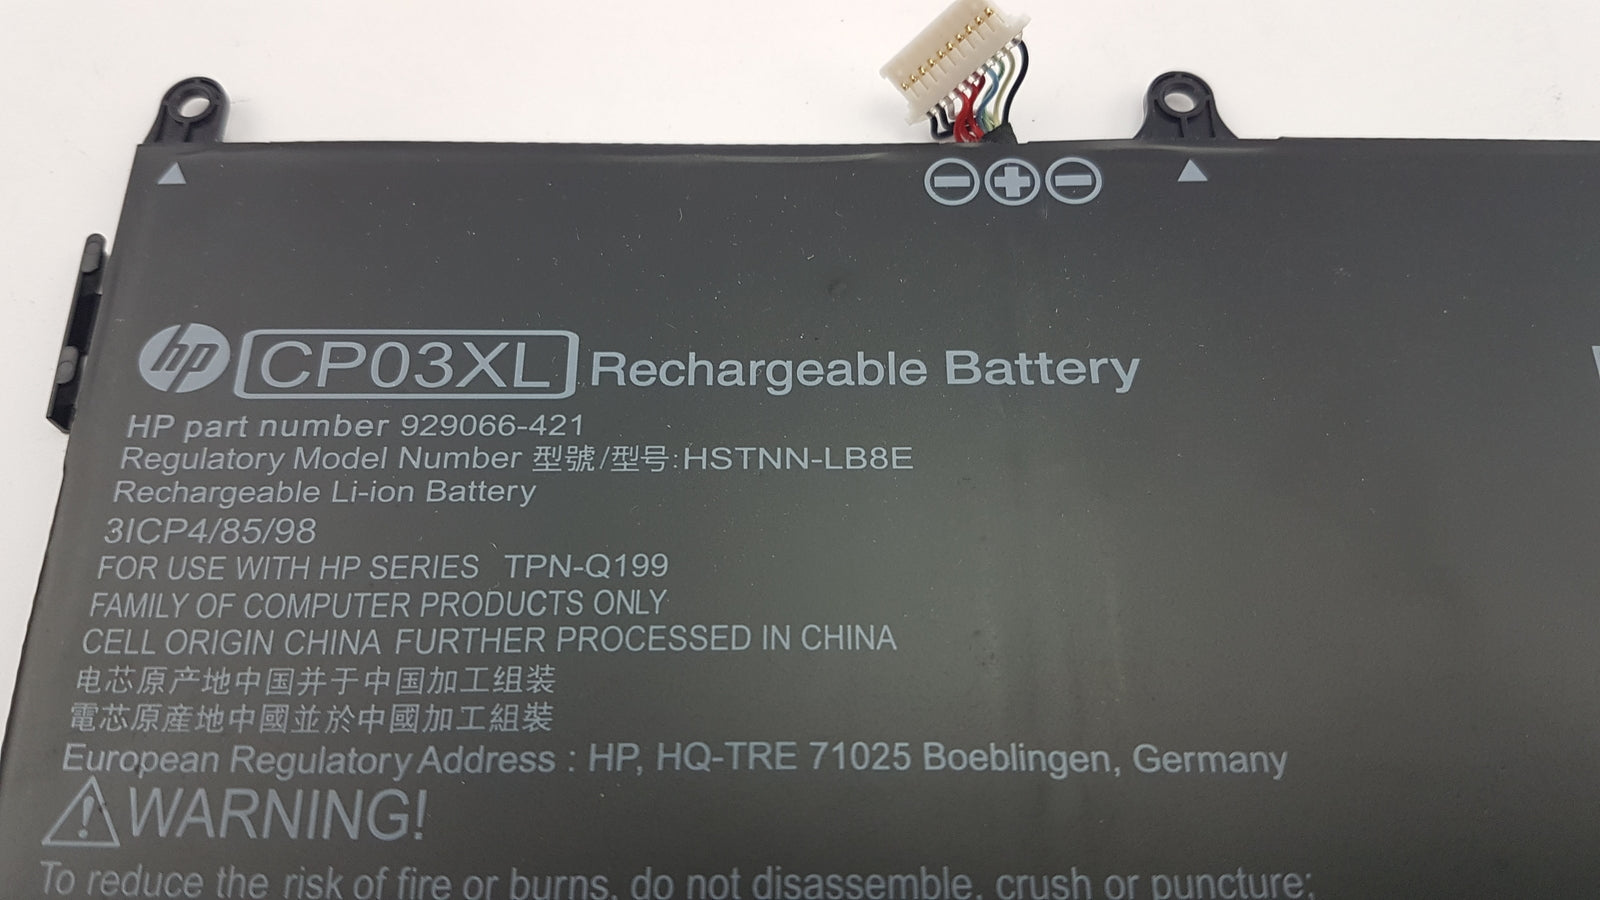 hp CP03XL Rechargeable Battery
HP part number 929066-421
Regulatory Model Number 型號/型号:HSTNN-LB8E
Rechargeable Li-ion Battery
3ICP4/85/98
FOR USE WITH HP SERIES TPN-Q199
FAMILY OF COMPUTER PRODUCTS ONLY
CELL ORIGIN CHINA FURTHER PROCESSED IN CHINA
电芯原产地中国并于中国加工组装
電芯原產地中國並於中國加工組裝
European Regulatory Address : HP, HQ-TRE 71025 Boeblingen, Germany
WARNING!
To reduce the risk of fire or burns, do not disassemble, crush or puncture;